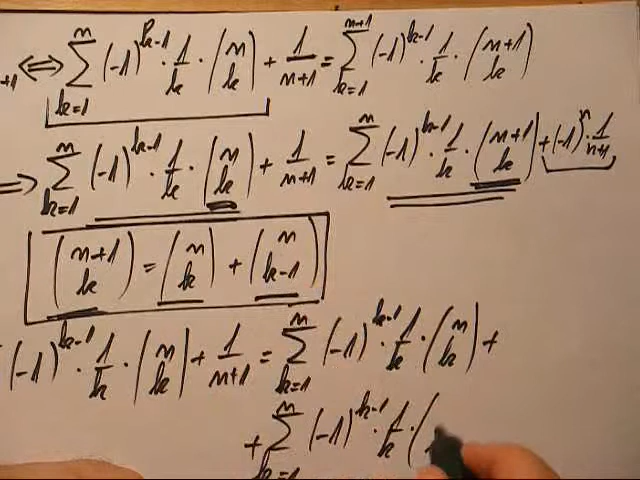 +1 ⟺ ∑_{k=1}^{n} (-1)^{k-1} · 1/k · (n k) + 1/(n+1) = ∑_{k=1}^{n+1} (-1)^{k-1} · 1/k · (n+1 k)
⟹ ∑_{k=1}^{n} (-1)^{k-1} · 1/k · (n k) + 1/(n+1) = ∑_{k=1}^{n} (-1)^{k-1} · 1/k · (n+1 k) + (-1)^n · 1/(n+1)
(n+1 k) = (n k) + (n k-1)
(-1)^{k-1} · 1/k · (n k) + 1/(n+1) = ∑_{k=1}^{n} (-1)^{k-1} · 1/k · (n k) +
+ ∑_{k=1}^{n} (-1)^{k-1} · 1/k · (